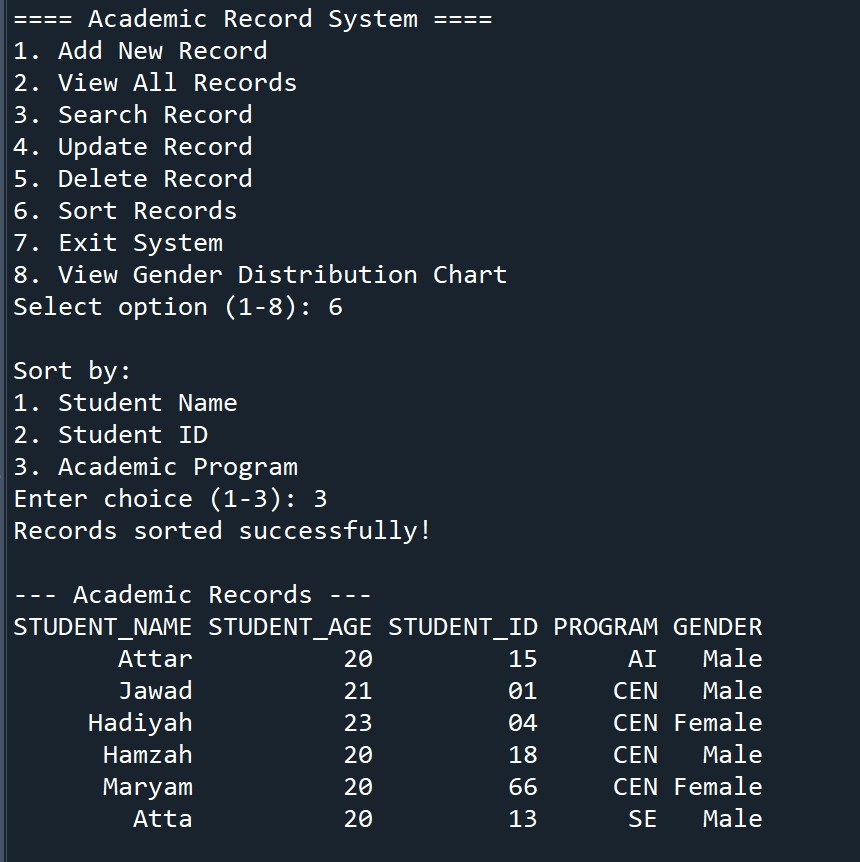 ==== Academic Record System ====
1. Add New Record
2. View All Records
3. Search Record
4. Update Record
5. Delete Record
6. Sort Records
7. Exit System
8. View Gender Distribution Chart
Select option (1-8): 6
Sort by:
1. Student Name
2. Student ID
3. Academic Program
Enter choice (1-3): 3
Records sorted successfully!
--- Academic Records ---
STUDENT_NAME STUDENT_AGE STUDENT_ID PROGRAM GENDER
Attar 20 15 AI Male
Jawad 21 01 CEN Male
Hadiyah 23 04 CEN Female
Hamzah 20 18 CEN Male
Maryam 20 66 CEN Female
Atta 20 13 SE Male